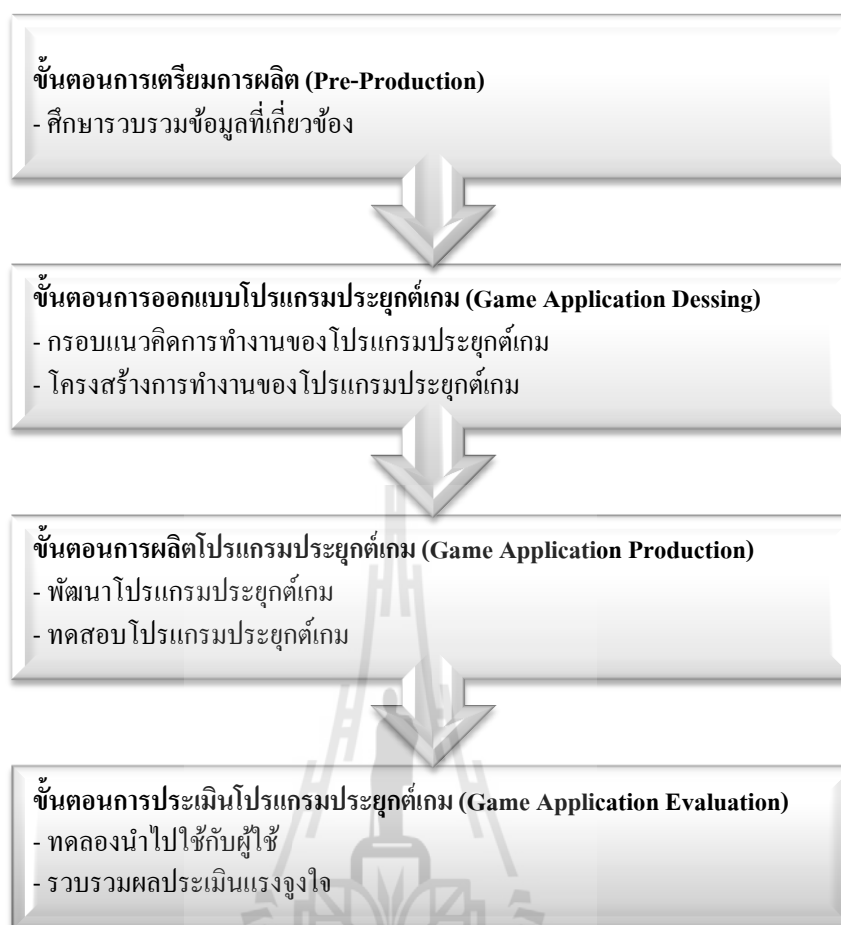 ขั้นตอนการเตรียมการผลิต (Pre-Production)
- ศึกษารวบรวมข้อมูลที่เกี่ยวข้อง
ขั้นตอนการออกแบบโปรแกรมประยุกต์เกม (Game Application Dessing)
- กรอบแนวคิดการทำงานของโปรแกรมประยุกต์เกม
- โครงสร้างการทำงานของโปรแกรมประยุกต์เกม
ขั้นตอนการผลิตโปรแกรมประยุกต์เกม (Game Application Production)
- พัฒนาโปรแกรมประยุกต์เกม
- ทดสอบโปรแกรมประยุกต์เกม
ขั้นตอนการประเมินโปรแกรมประยุกต์เกม (Game Application Evaluation)
- ทดลองนำไปใช้กับผู้ใช้
- รวบรวมผลประเมินแรงจูงใจ